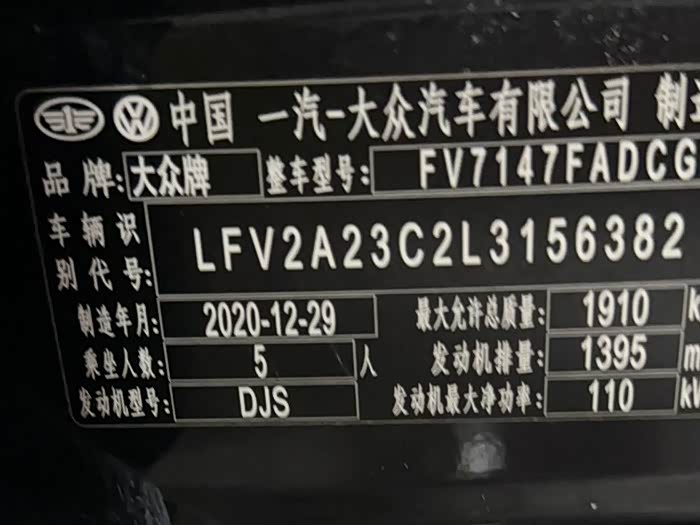 中国 一汽-大众汽车有限公司 制造
品牌: 大众牌 整车型号: FV7147FADCG
车辆识
别代号: LFV2A23C2L3156382
制造年月: 2020-12-29 最大允许总质量: 1910 k
乘坐人数: 5 人 发动机排量: 1395 m
发动机型号: DJS 发动机最大净功率: 110 kW